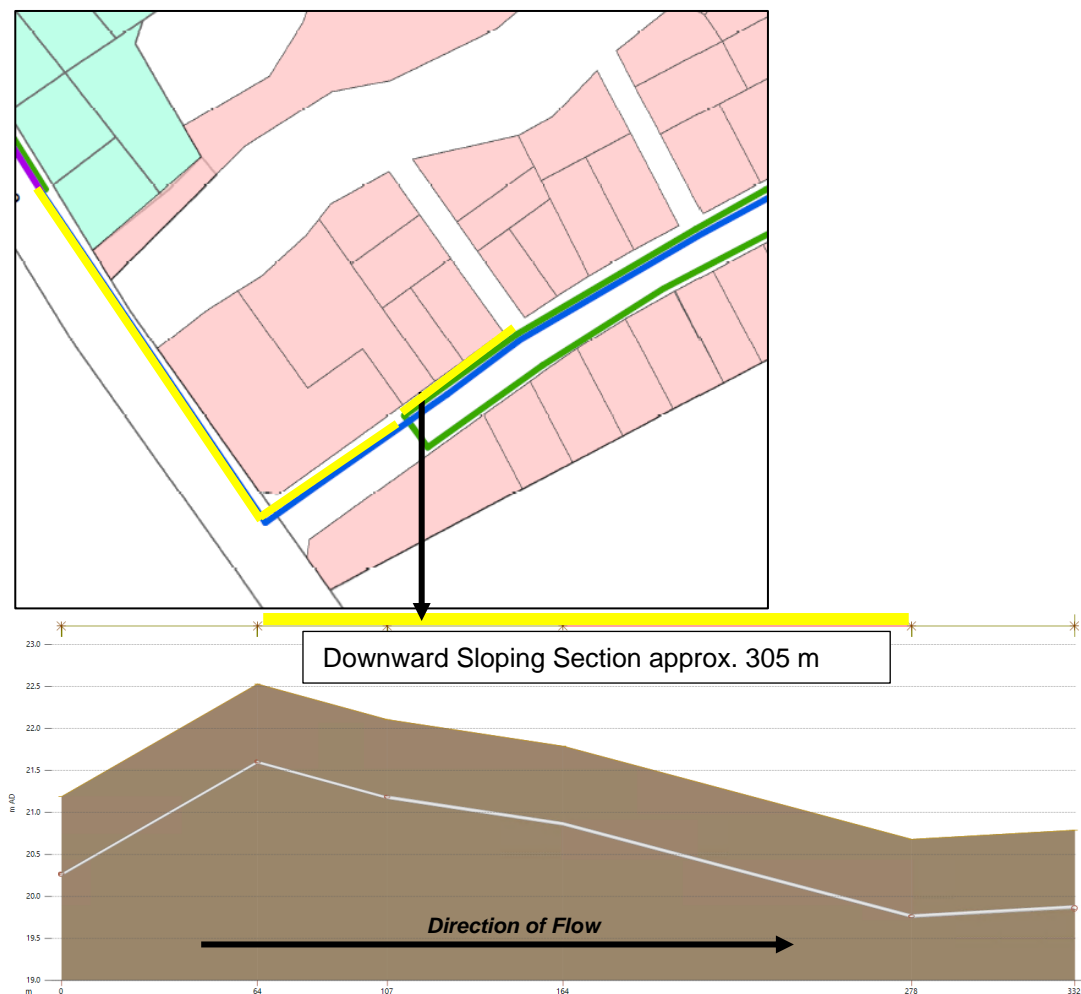 Downward Sloping Section approx. 305 m
23.0
22.5
22.0
21.5
21.0
20.5
20.0
19.5
19.0
m AD
Direction of Flow
m 0 64 107 164 278 332